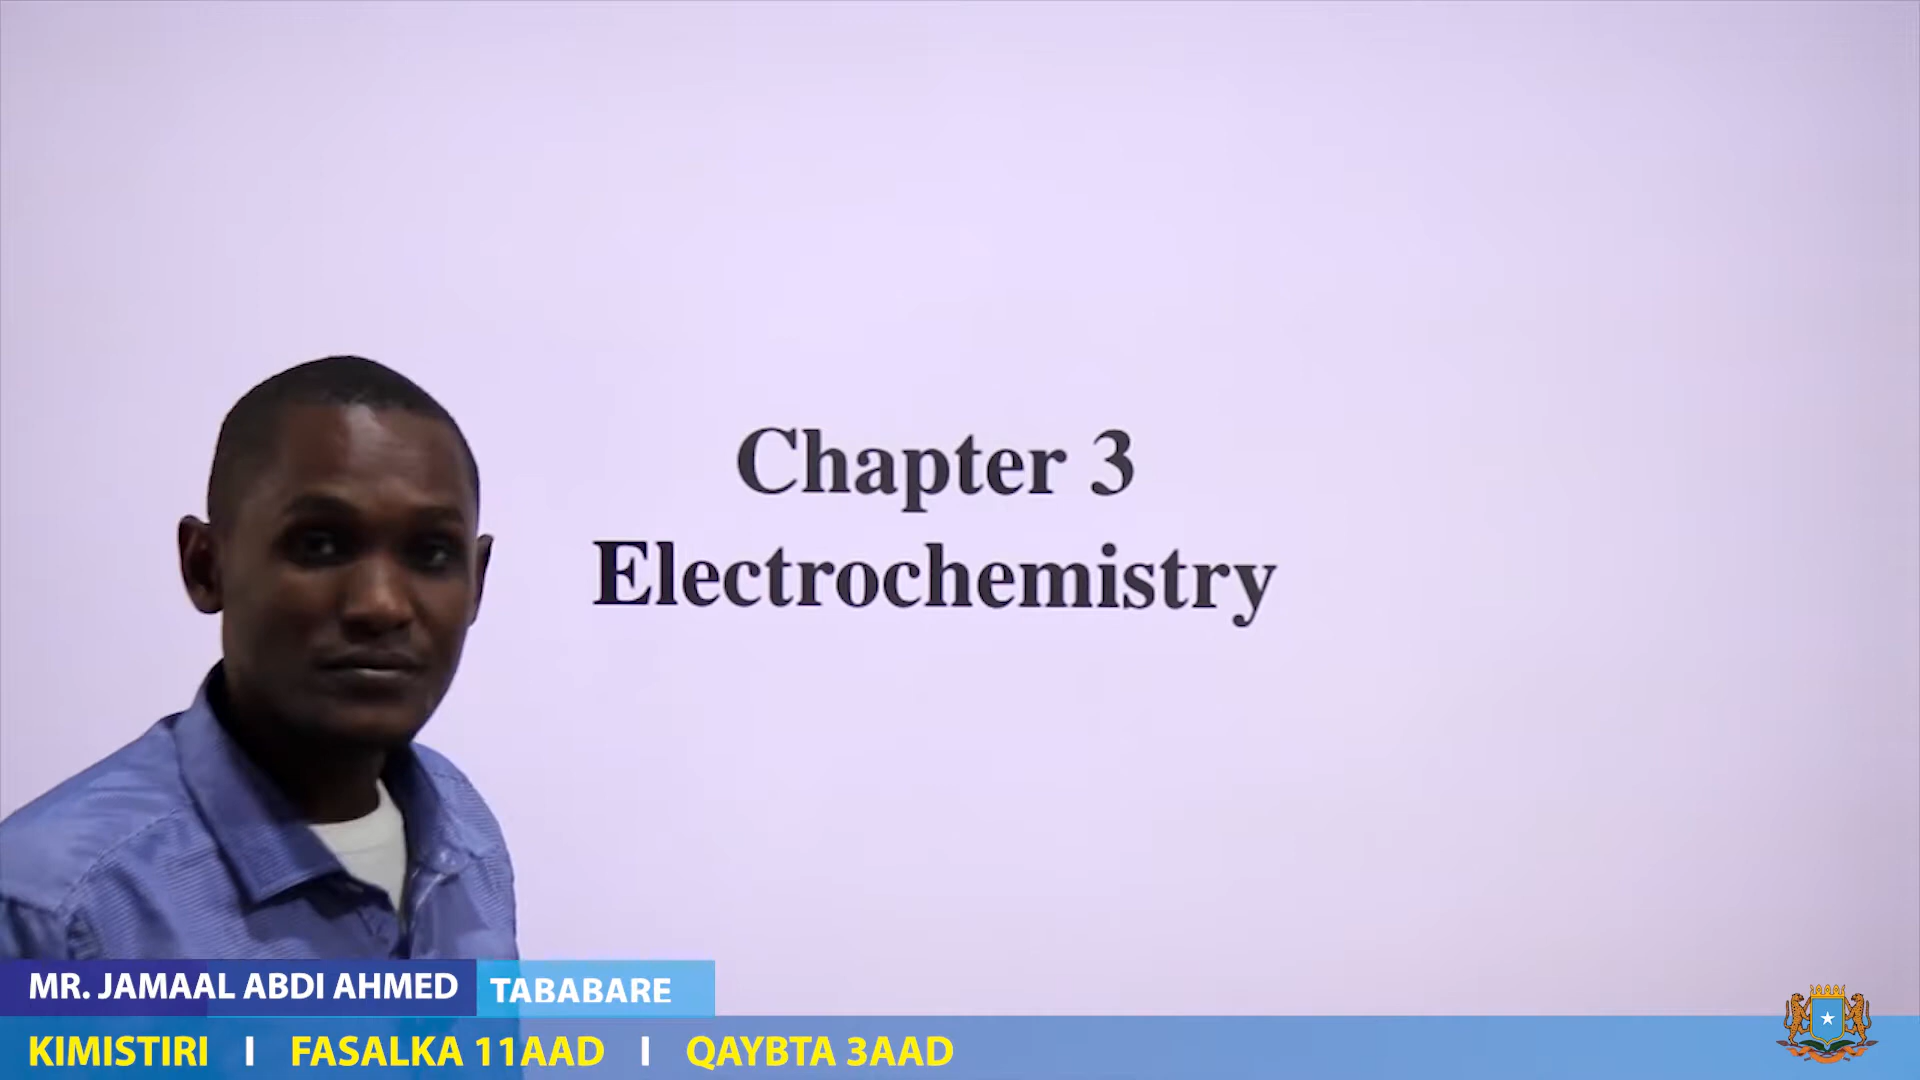 Chapter 3
Electrochemistry
MR. JAMAAL ABDI AHMED TABABARE
KIMISTIRI I FASALKA 11AAD I QAYBTA 3AAD